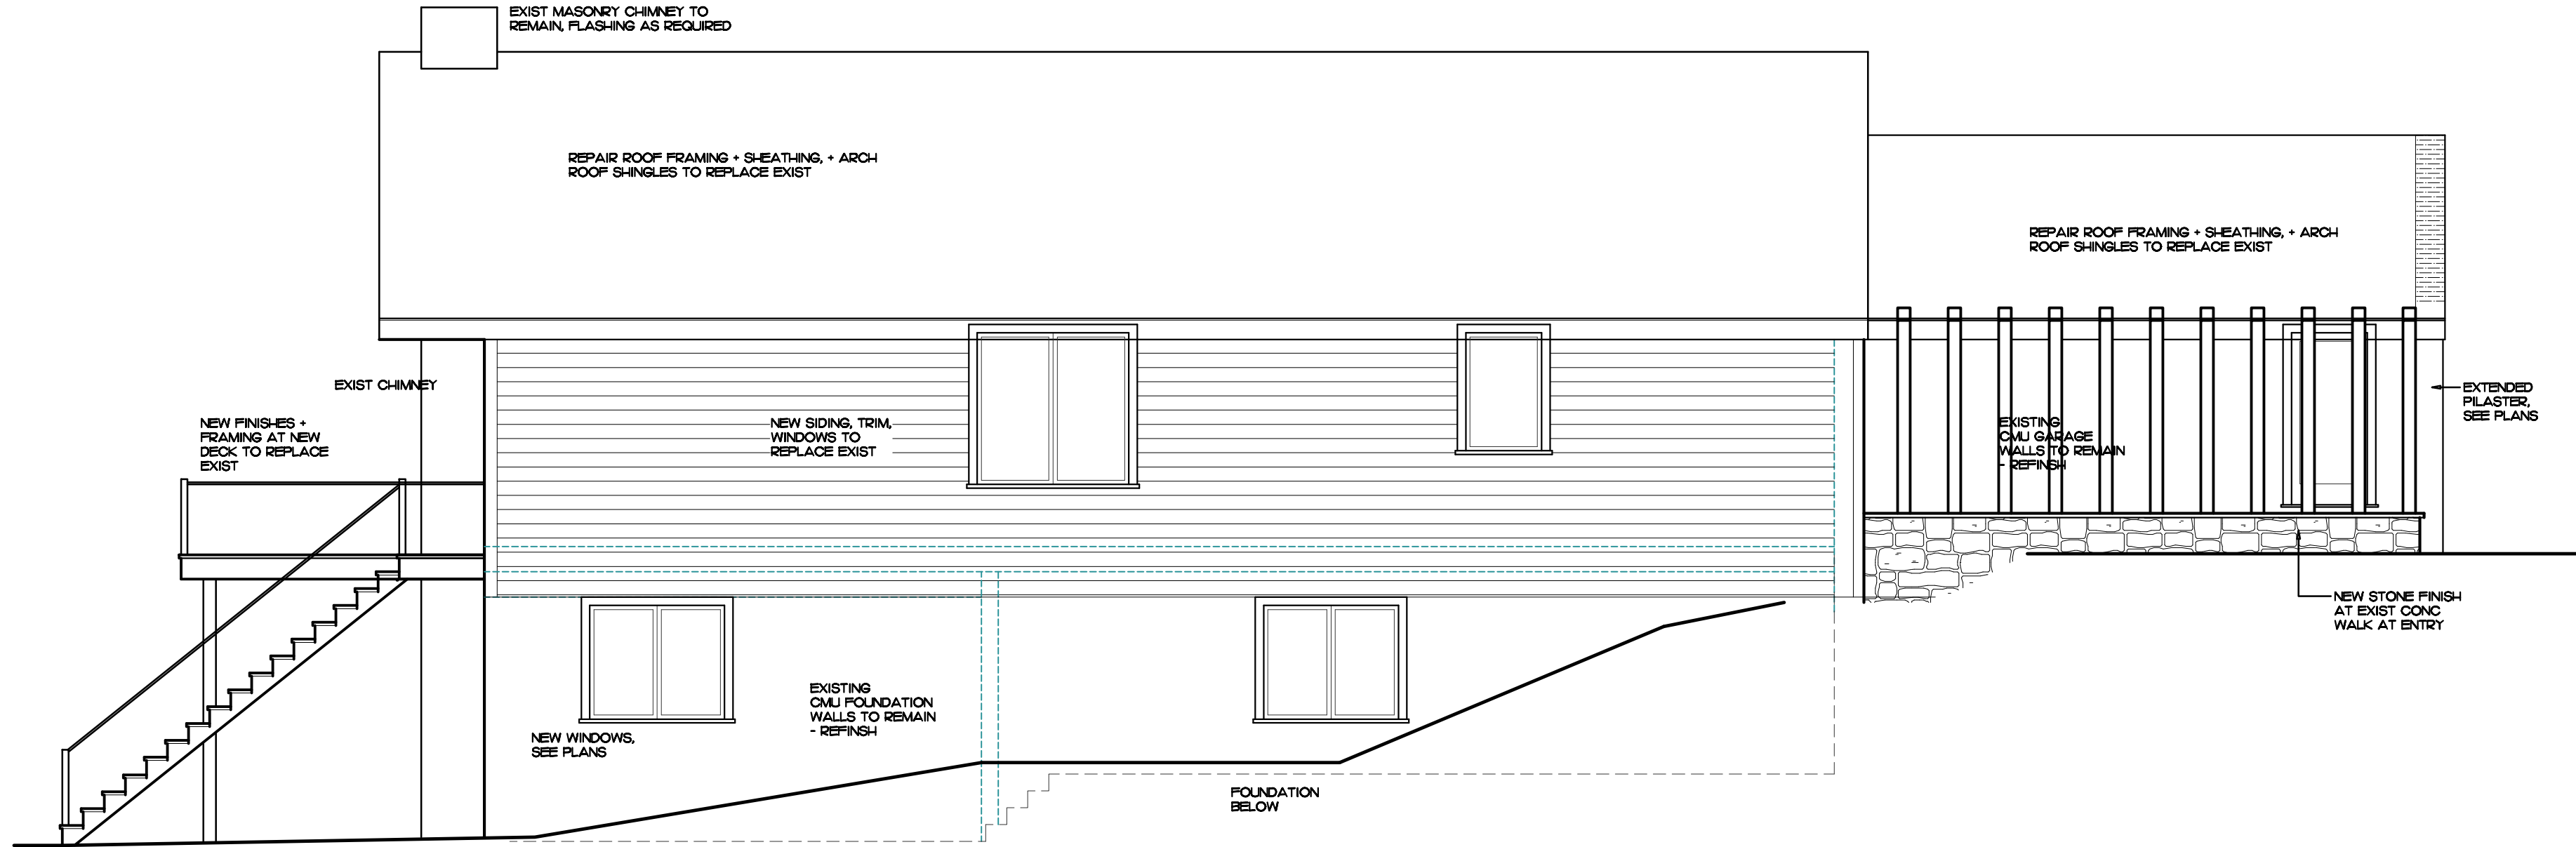 EXIST MASONRY CHIMNEY TO
REMAIN, FLASHING AS REQUIRED
REPAIR ROOF FRAMING + SHEATHING, + ARCH
ROOF SHINGLES TO REPLACE EXIST
REPAIR ROOF FRAMING + SHEATHING, + ARCH
ROOF SHINGLES TO REPLACE EXIST
EXIST CHIMNEY
NEW FINISHES +
FRAMING AT NEW
DECK TO REPLACE
EXIST
NEW SIDING, TRIM,
WINDOWS TO
REPLACE EXIST
EXISTING
CMU GARAGE
WALLS TO REMAIN
- REFINSH
EXTENDED
PILASTER,
SEE PLANS
NEW STONE FINISH
AT EXIST CONC
WALK AT ENTRY
EXISTING
CMU FOUNDATION
WALLS TO REMAIN
- REFINSH
NEW WINDOWS,
SEE PLANS
FOUNDATION
BELOW